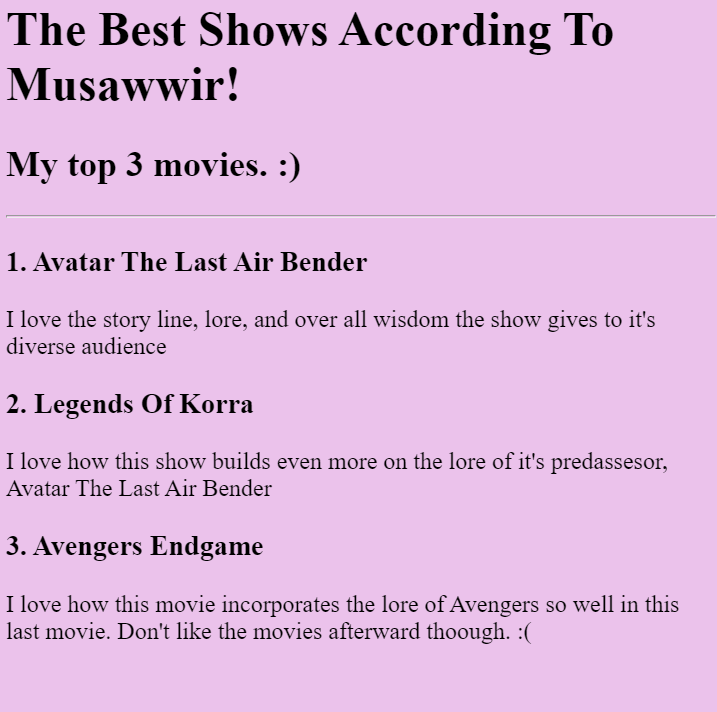 The Best Shows According To
Musawwir!
My top 3 movies. :)
1. Avatar The Last Air Bender
I love the story line, lore, and over all wisdom the show gives to it's
diverse audience
2. Legends Of Korra
I love how this show builds even more on the lore of it's predassesor,
Avatar The Last Air Bender
3. Avengers Endgame
I love how this movie incorporates the lore of Avengers so well in this
last movie. Don't like the movies afterward thoough. :(